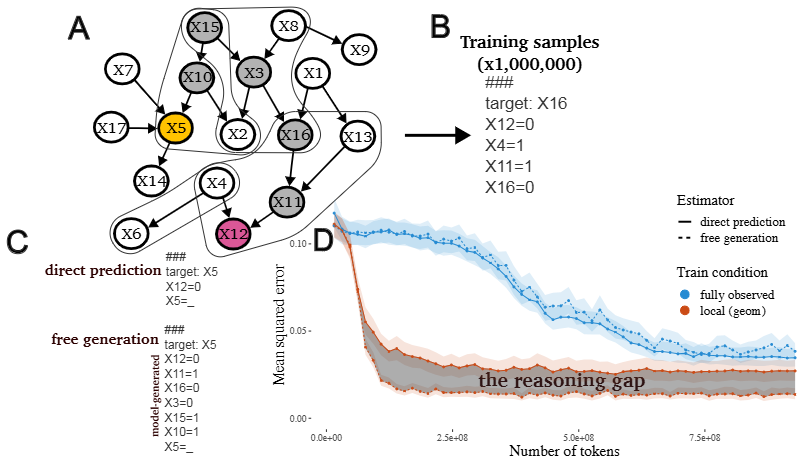 A
X15
X8
X9
X7
X10
X3
X1
X17
X5
X2
X16
X13
X14
X4
X11
X6
X12
B
Training samples
(x1,000,000)
###
target: X16
X12=0
X4=1
X11=1
X16=0
C
direct prediction
###
target: X5
X12=0
X5=_
free generation
###
target: X5
model-generated
X12=0
X11=1
X16=0
X3=0
X15=1
X10=1
X5=_
D
Estimator
direct prediction
free generation
Train condition
fully observed
local (geom)
Mean squared error
0.10
0.05
0.00
the reasoning gap
0.0e+00
2.5e+08
5.0e+08
7.5e+08
Number of tokens